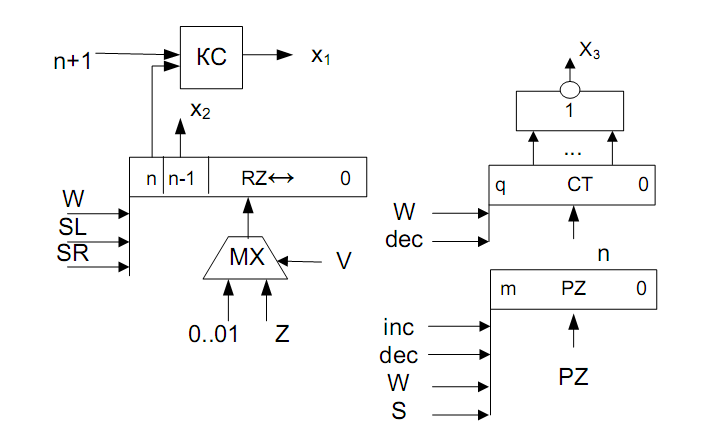 n+1
КС
x1
x2
n n-1 RZ↔ 0
W
SL
SR
MX
V
0..01 Z
X3
1
...
q CT 0
W
dec
n
m PZ 0
inc
dec
W
S
PZ